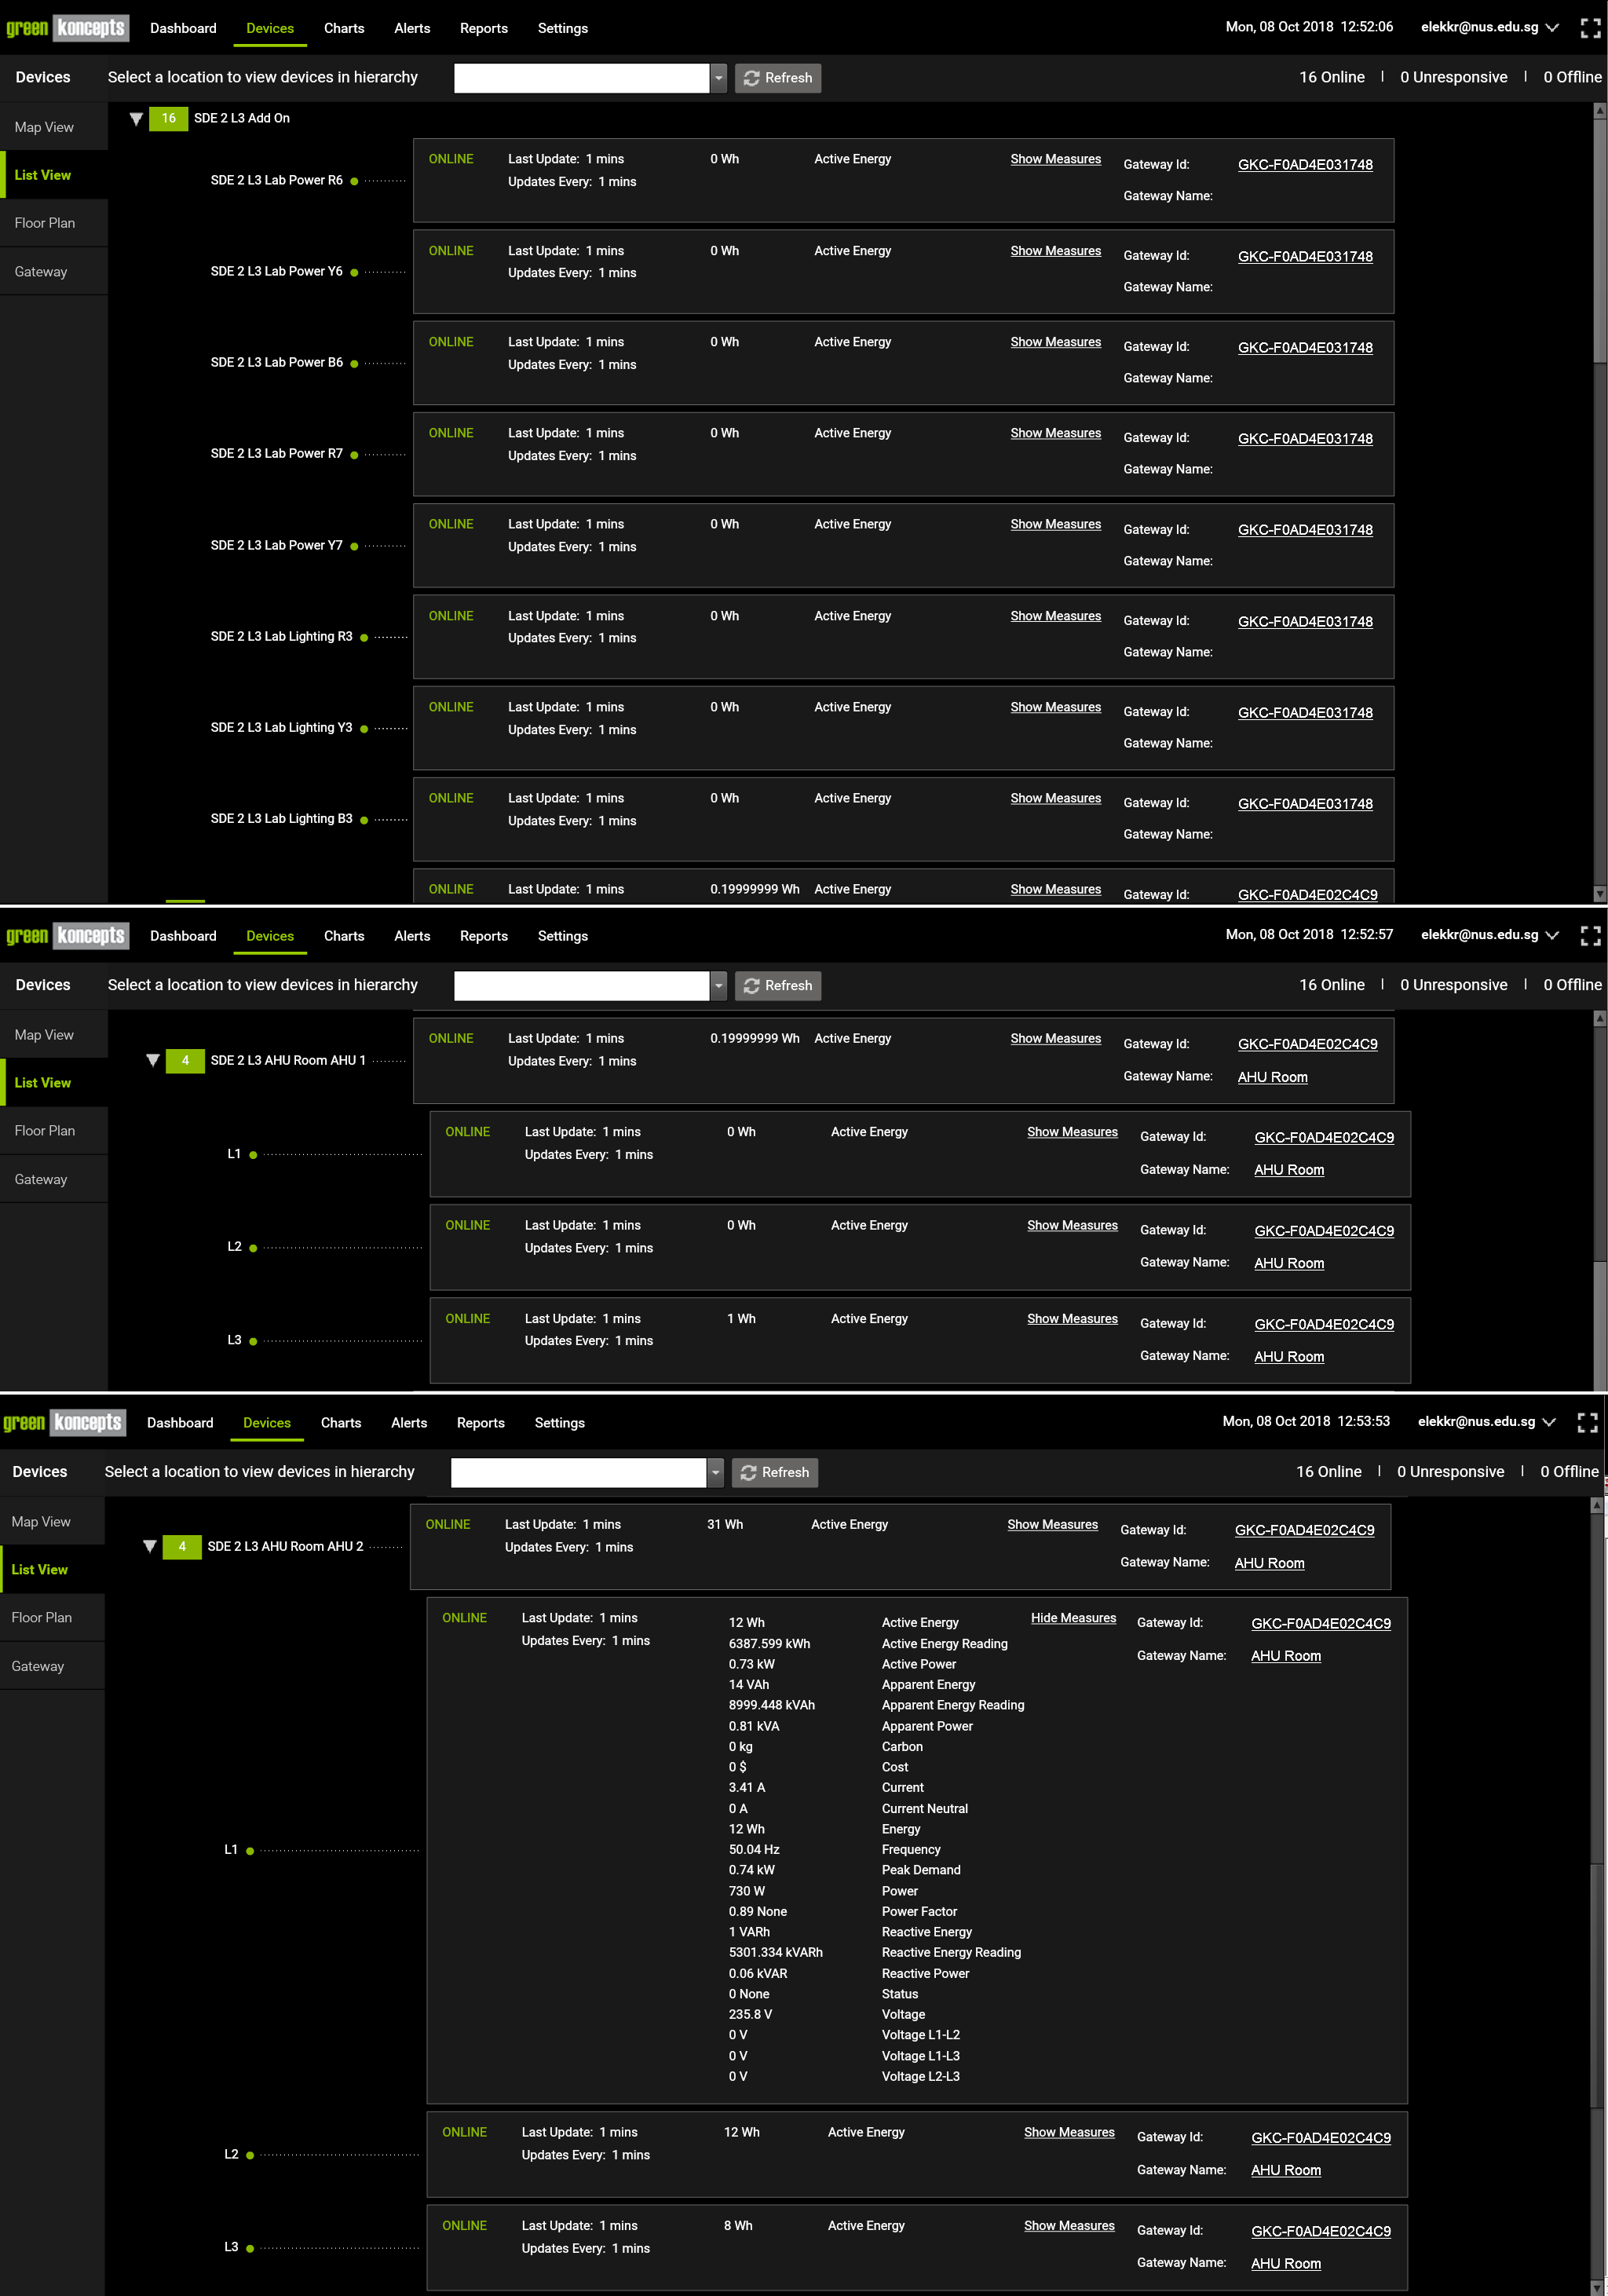 green koncepts Dashboard Devices Charts Alerts Reports Settings Mon, 08 Oct 2018 12:52:06 elekkr@nus.edu.sg
Devices Select a location to view devices in hierarchy Refresh 16 Online | 0 Unresponsive | 0 Offline
Map View
List View
Floor Plan
Gateway
16 SDE 2 L3 Add On
SDE 2 L3 Lab Power R6
ONLINE Last Update: 1 mins 0 Wh Active Energy Show Measures Gateway Id: GKC-F0AD4E031748
Updates Every: 1 mins Gateway Name:
SDE 2 L3 Lab Power Y6
ONLINE Last Update: 1 mins 0 Wh Active Energy Show Measures Gateway Id: GKC-F0AD4E031748
Updates Every: 1 mins Gateway Name:
SDE 2 L3 Lab Power B6
ONLINE Last Update: 1 mins 0 Wh Active Energy Show Measures Gateway Id: GKC-F0AD4E031748
Updates Every: 1 mins Gateway Name:
SDE 2 L3 Lab Power R7
ONLINE Last Update: 1 mins 0 Wh Active Energy Show Measures Gateway Id: GKC-F0AD4E031748
Updates Every: 1 mins Gateway Name:
SDE 2 L3 Lab Power Y7
ONLINE Last Update: 1 mins 0 Wh Active Energy Show Measures Gateway Id: GKC-F0AD4E031748
Updates Every: 1 mins Gateway Name:
SDE 2 L3 Lab Lighting R3
ONLINE Last Update: 1 mins 0 Wh Active Energy Show Measures Gateway Id: GKC-F0AD4E031748
Updates Every: 1 mins Gateway Name:
SDE 2 L3 Lab Lighting Y3
ONLINE Last Update: 1 mins 0 Wh Active Energy Show Measures Gateway Id: GKC-F0AD4E031748
Updates Every: 1 mins Gateway Name:
SDE 2 L3 Lab Lighting B3
ONLINE Last Update: 1 mins 0 Wh Active Energy Show Measures Gateway Id: GKC-F0AD4E031748
Updates Every: 1 mins Gateway Name:
ONLINE Last Update: 1 mins 0.19999999 Wh Active Energy Show Measures Gateway Id: GKC-F0AD4E02C4C9
green koncepts Dashboard Devices Charts Alerts Reports Settings Mon, 08 Oct 2018 12:52:57 elekkr@nus.edu.sg
Devices Select a location to view devices in hierarchy Refresh 16 Online | 0 Unresponsive | 0 Offline
Map View
List View
Floor Plan
Gateway
4 SDE 2 L3 AHU Room AHU 1
ONLINE Last Update: 1 mins 0.19999999 Wh Active Energy Show Measures Gateway Id: GKC-F0AD4E02C4C9
Updates Every: 1 mins Gateway Name: AHU Room
L1
ONLINE Last Update: 1 mins 0 Wh Active Energy Show Measures Gateway Id: GKC-F0AD4E02C4C9
Updates Every: 1 mins Gateway Name: AHU Room
L2
ONLINE Last Update: 1 mins 0 Wh Active Energy Show Measures Gateway Id: GKC-F0AD4E02C4C9
Updates Every: 1 mins Gateway Name: AHU Room
L3
ONLINE Last Update: 1 mins 1 Wh Active Energy Show Measures Gateway Id: GKC-F0AD4E02C4C9
Updates Every: 1 mins Gateway Name: AHU Room
green koncepts Dashboard Devices Charts Alerts Reports Settings Mon, 08 Oct 2018 12:53:53 elekkr@nus.edu.sg
Devices Select a location to view devices in hierarchy Refresh 16 Online | 0 Unresponsive | 0 Offline
Map View
List View
Floor Plan
Gateway
4 SDE 2 L3 AHU Room AHU 2
ONLINE Last Update: 1 mins 31 Wh Active Energy Show Measures Gateway Id: GKC-F0AD4E02C4C9
Updates Every: 1 mins Gateway Name: AHU Room
L1
ONLINE Last Update: 1 mins 12 Wh Active Energy Hide Measures Gateway Id: GKC-F0AD4E02C4C9
Updates Every: 1 mins 6387.599 kWh Active Energy Reading Gateway Name: AHU Room
0.73 kW Active Power
14 VAh Apparent Energy
8999.448 kVAh Apparent Energy Reading
0.81 kVA Apparent Power
0 kg Carbon
0 $ Cost
3.41 A Current
0 A Current Neutral
12 Wh Energy
50.04 Hz Frequency
0.74 kW Peak Demand
730 W Power
0.89 None Power Factor
1 VARh Reactive Energy
5301.334 kVARh Reactive Energy Reading
0.06 kVAR Reactive Power
0 None Status
235.8 V Voltage
0 V Voltage L1-L2
0 V Voltage L1-L3
0 V Voltage L2-L3
L2
ONLINE Last Update: 1 mins 12 Wh Active Energy Show Measures Gateway Id: GKC-F0AD4E02C4C9
Updates Every: 1 mins Gateway Name: AHU Room
L3
ONLINE Last Update: 1 mins 8 Wh Active Energy Show Measures Gateway Id: GKC-F0AD4E02C4C9
Updates Every: 1 mins Gateway Name: AHU Room